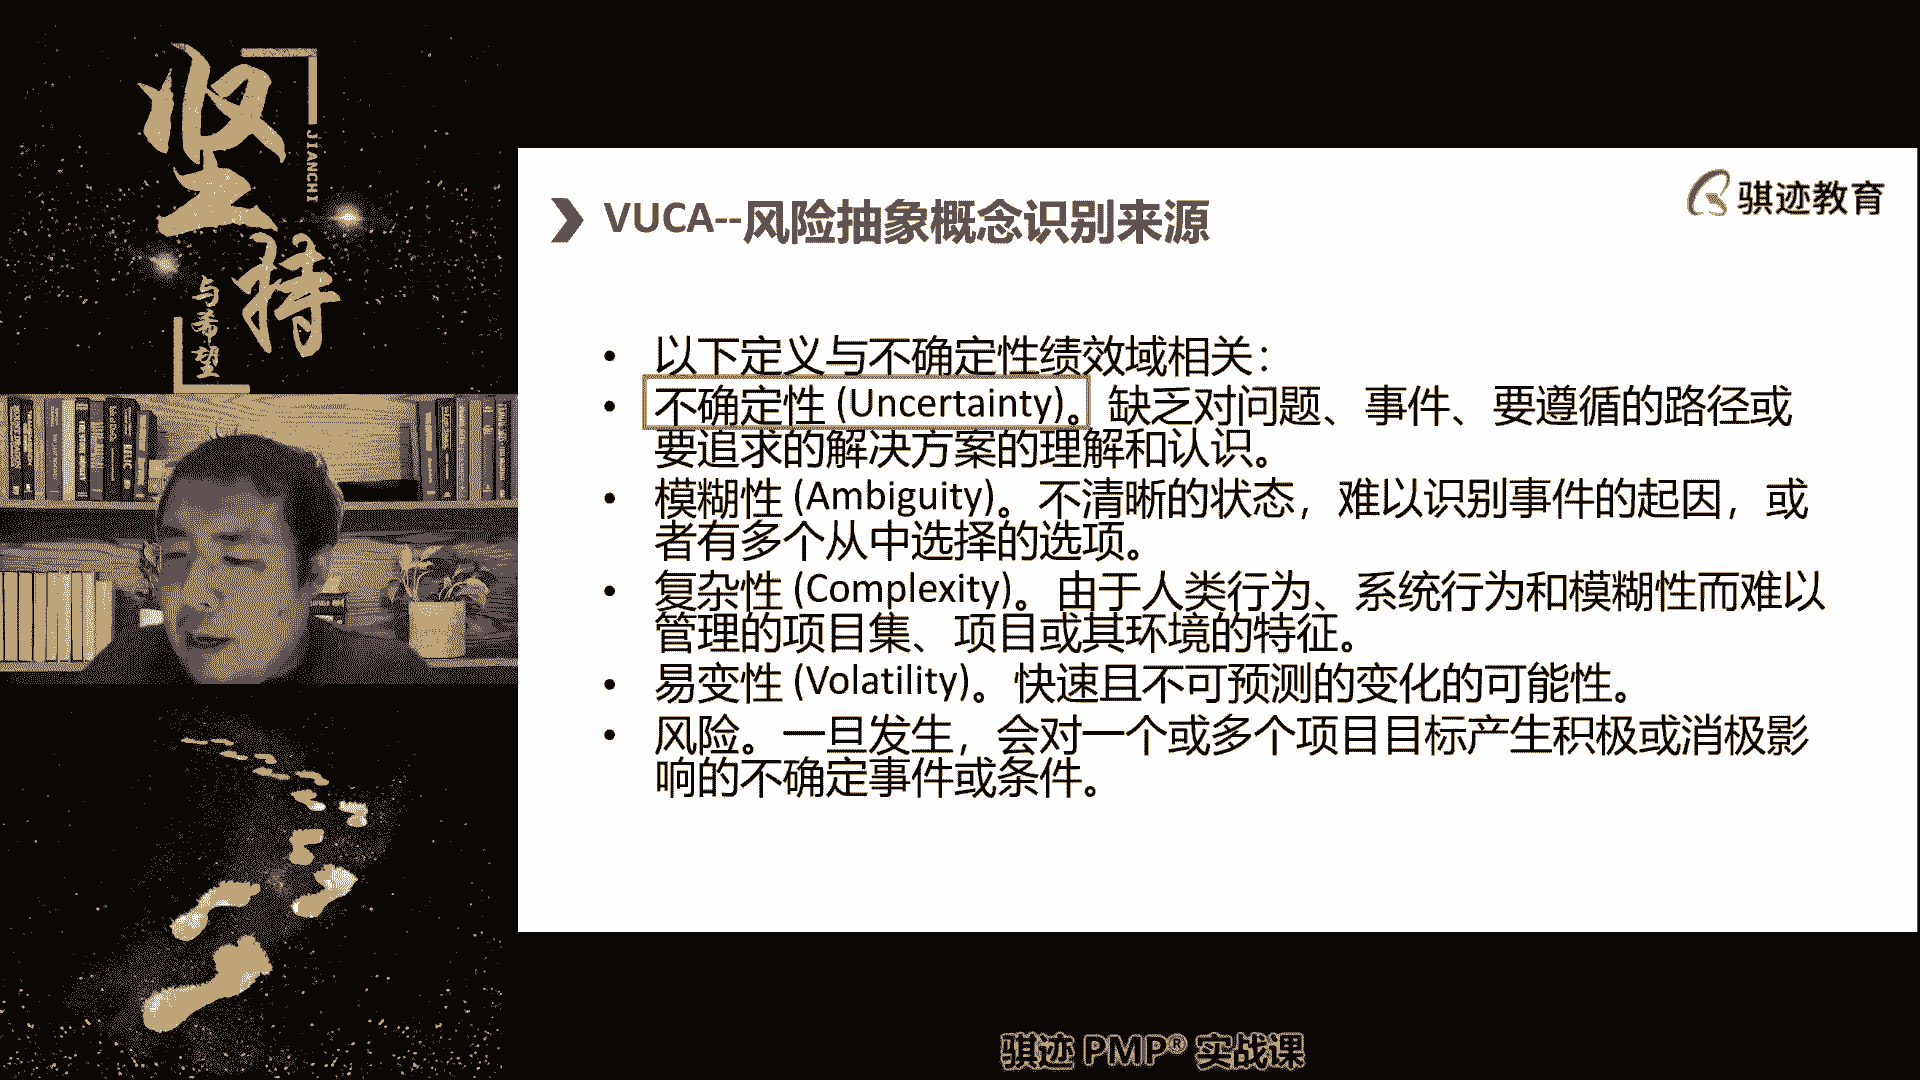 坚持
JIANCHI
与希望
骐迹教育
VUCA--风险抽象概念识别来源
• 以下定义与不确定性绩效域相关：
• 不确定性 (Uncertainty)。缺乏对问题、事件、要遵循的路径或
要追求的解决方案的理解和认识。
• 模糊性 (Ambiguity)。不清晰的状态，难以识别事件的起因，或
者有多个从中选择的选项。
• 复杂性 (Complexity)。由于人类行为、系统行为和模糊性而难以
管理的项目集、项目或其环境的特征。
• 易变性 (Volatility)。快速且不可预测的变化的可能性。
• 风险。一旦发生，会对一个或多个项目目标产生积极或消极影
响的不确定事件或条件。
骐迹 PMP® 实战课